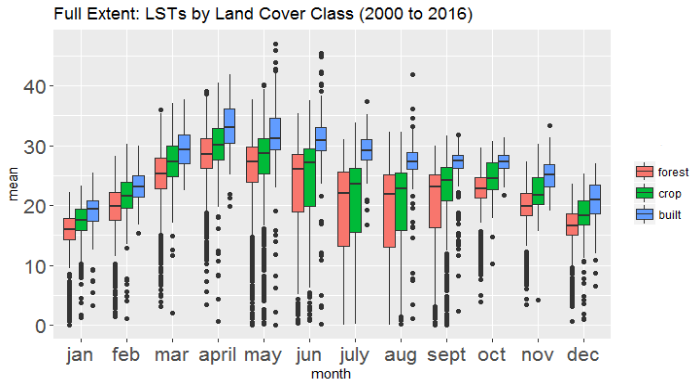 Full Extent: LSTs by Land Cover Class (2000 to 2016)
40
30
20
10
0
mean
jan feb mar april may jun july aug sept oct nov dec
month
forest
crop
built